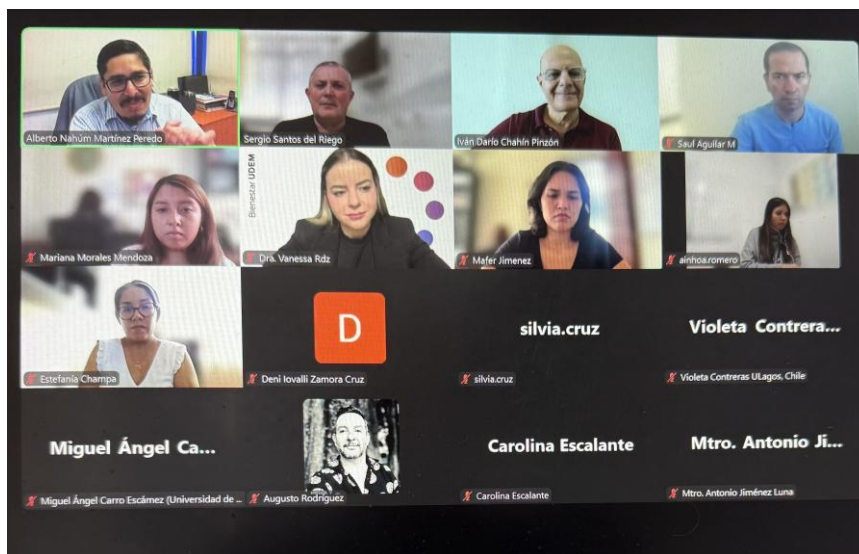 Alberto Nahúm Martínez Peredo
Sergio Santos del Riego
Iván Darío Chahín Pinzón
Saul Aguilar M
Bienestar UDEM
Mariana Morales Mendoza
Dra. Vanessa Rdz
Mafer Jimenez
ainhoa.romero
Estefanía Champa
D
Deni Iovalli Zamora Cruz
silvia.cruz
silvia.cruz
Violeta Contrera...
Violeta Contreras ULagos, Chile
Miguel Ángel Ca...
Miguel Ángel Carro Escámez (Universidad de ...
Augusto Rodríguez
Carolina Escalante
Carolina Escalante
Mtro. Antonio Ji...
Mtro. Antonio Jiménez Luna